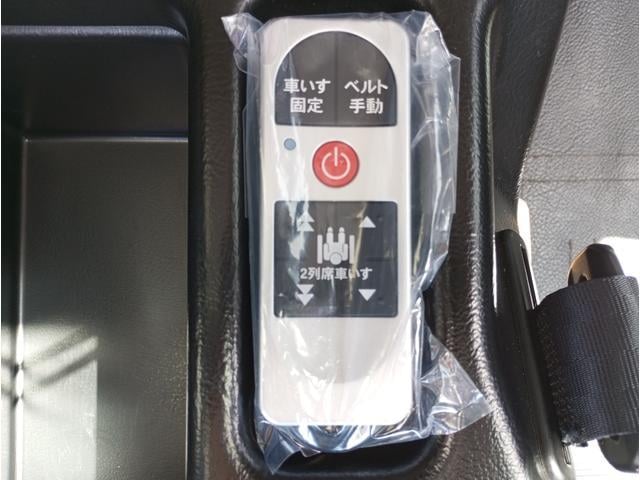 車いす
固定
ベルト
手動
2列席車いす